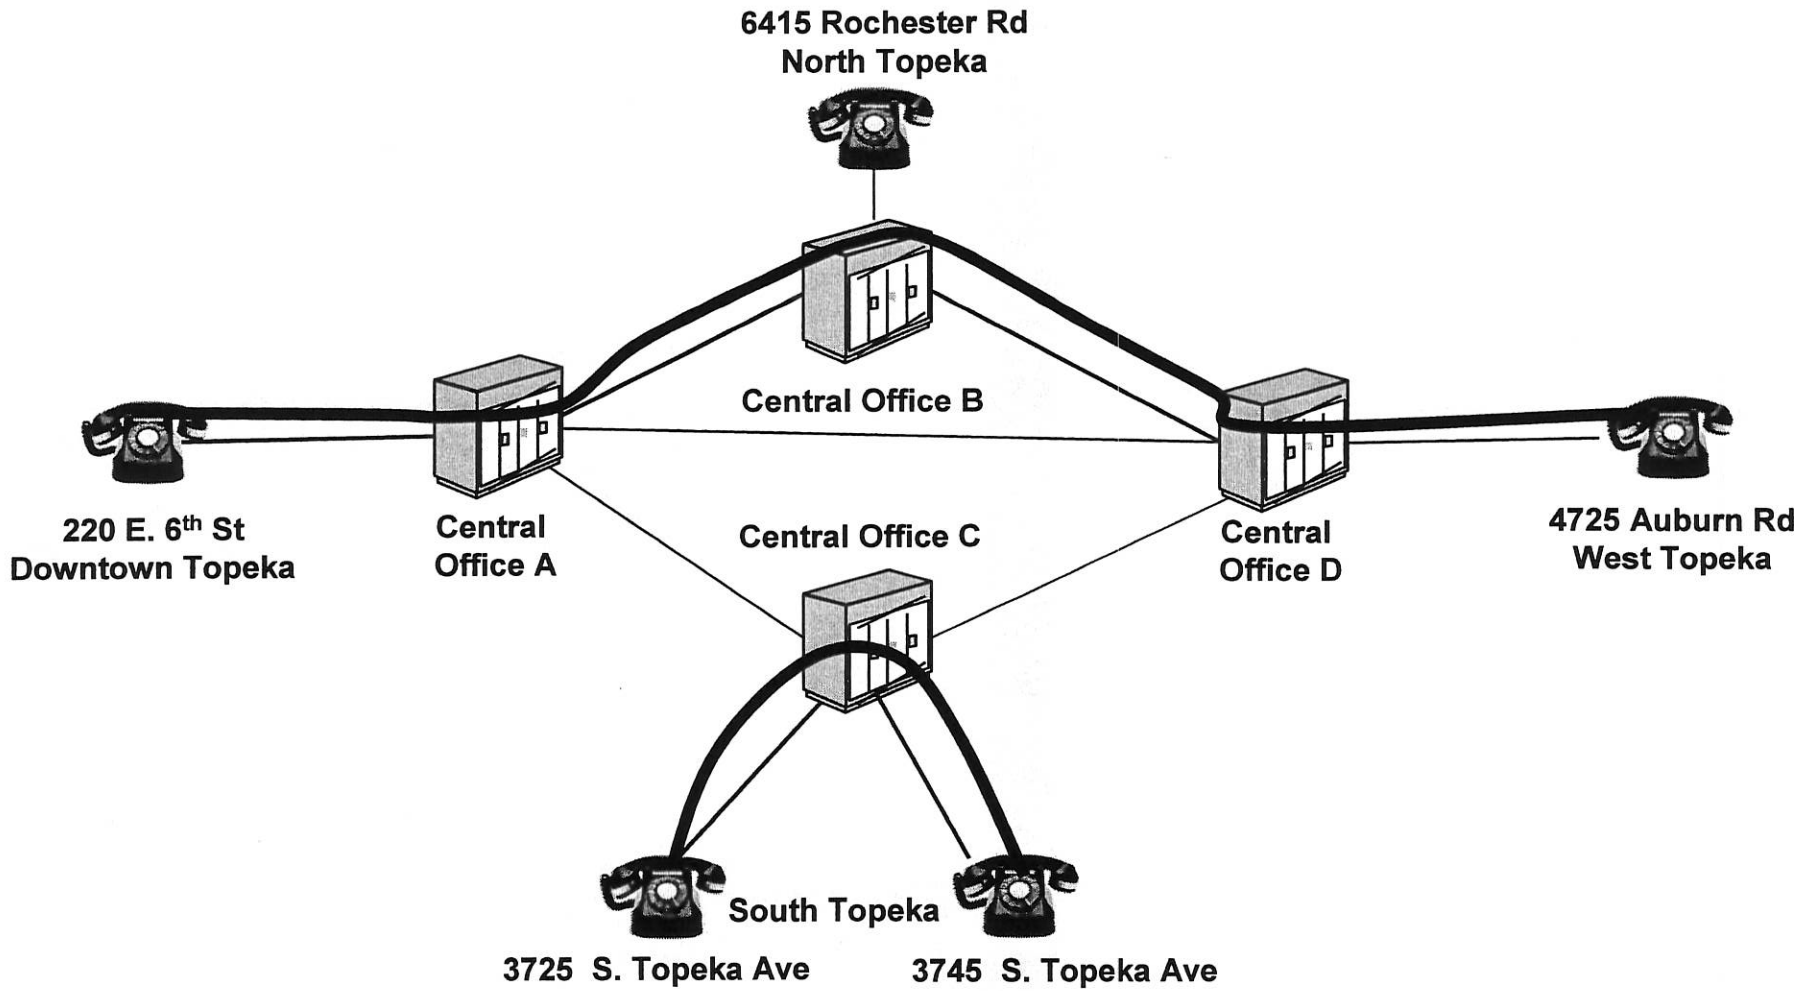 6415 Rochester Rd
North Topeka
Central Office B
220 E. 6th St
Downtown Topeka
Central
Office A
Central Office C
Central
Office D
4725 Auburn Rd
West Topeka
South Topeka
3725 S. Topeka Ave
3745 S. Topeka Ave